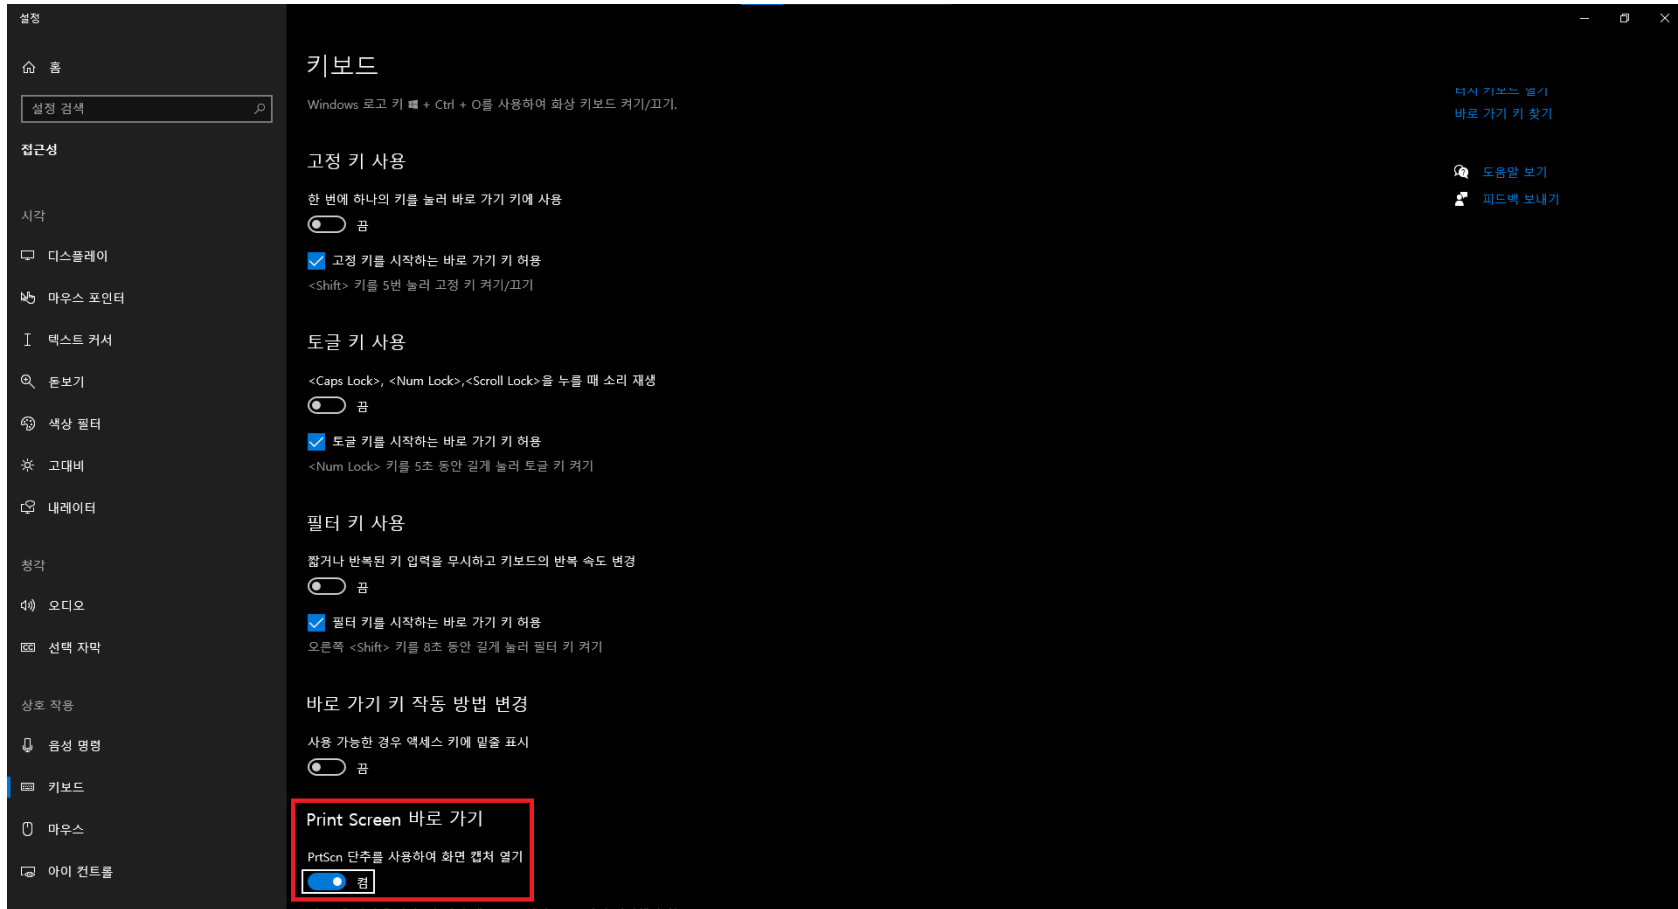 설정
홈
설정 검색
접근성
시각
디스플레이
마우스 포인터
텍스트 커서
돋보기
색상 필터
고대비
내레이터
청각
오디오
선택 자막
상호 작용
음성 명령
키보드
마우스
아이 컨트롤
키보드
Windows 로고 키 + Ctrl + O를 사용하여 화상 키보드 켜기/끄기.
고정 키 사용
한 번에 하나의 키를 눌러 바로 가기 키에 사용
끔
고정 키를 시작하는 바로 가기 키 허용
<Shift> 키를 5번 눌러 고정 키 켜기/끄기
토글 키 사용
<Caps Lock>, <Num Lock>,<Scroll Lock>을 누를 때 소리 재생
끔
토글 키를 시작하는 바로 가기 키 허용
<Num Lock> 키를 5초 동안 길게 눌러 토글 키 켜기
필터 키 사용
짧거나 반복된 키 입력을 무시하고 키보드의 반복 속도 변경
끔
필터 키를 시작하는 바로 가기 키 허용
오른쪽 <Shift> 키를 8초 동안 길게 눌러 필터 키 켜기
바로 가기 키 작동 방법 변경
사용 가능한 경우 액세스 키에 밑줄 표시
끔
Print Screen 바로 가기
PrtScn 단추를 사용하여 화면 캡처 열기
켬
터치 키보드 열기
바로 가기 키 찾기
도움말 보기
피드백 보내기